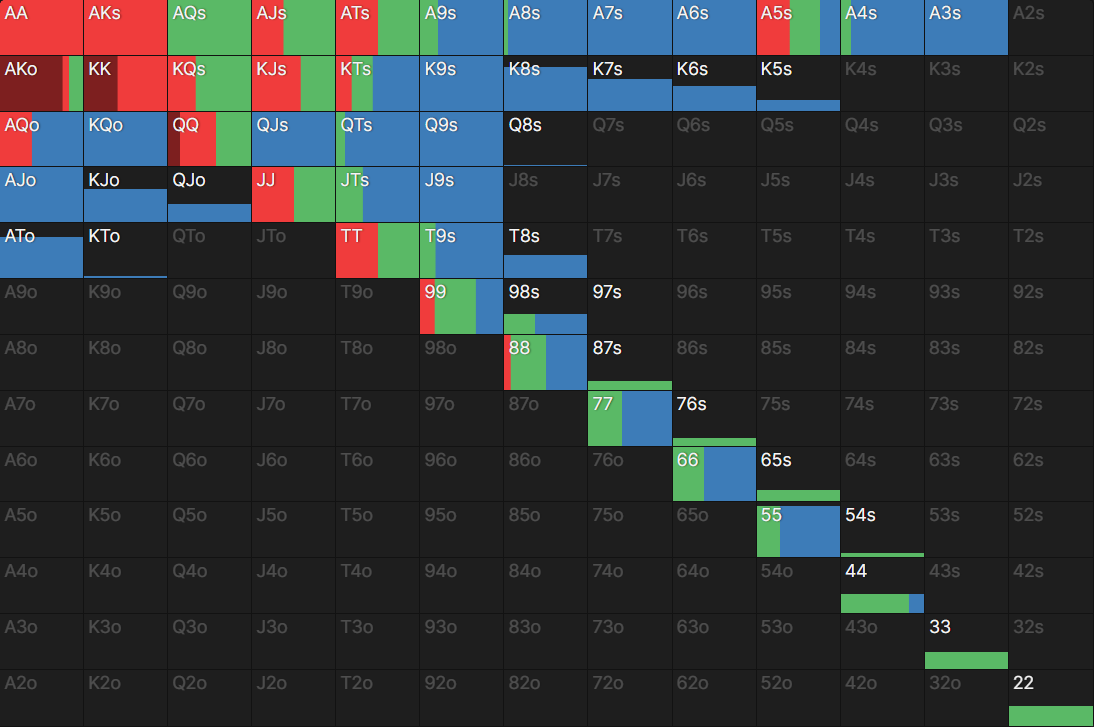 AA AKs AQs AJs ATs A9s A8s A7s A6s A5s A4s A3s A2s
AKo KK KQs KJs KTs K9s K8s K7s K6s K5s K4s K3s K2s
AQo KQo QQ QJs QTs Q9s Q8s Q7s Q6s Q5s Q4s Q3s Q2s
AJo KJo QJo JJ JTs J9s J8s J7s J6s J5s J4s J3s J2s
ATo KTo QTo JTo TT T9s T8s T7s T6s T5s T4s T3s T2s
A9o K9o Q9o J9o T9o 99 98s 97s 96s 95s 94s 93s 92s
A8o K8o Q8o J8o T8o 98o 88 87s 86s 85s 84s 83s 82s
A7o K7o Q7o J7o T7o 97o 87o 77 76s 75s 74s 73s 72s
A6o K6o Q6o J6o T6o 96o 86o 76o 66 65s 64s 63s 62s
A5o K5o Q5o J5o T5o 95o 85o 75o 65o 55 54s 53s 52s
A4o K4o Q4o J4o T4o 94o 84o 74o 64o 54o 44 43s 42s
A3o K3o Q3o J3o T3o 93o 83o 73o 63o 53o 43o 33 32s
A2o K2o Q2o J2o T2o 92o 82o 72o 62o 52o 42o 32o 22